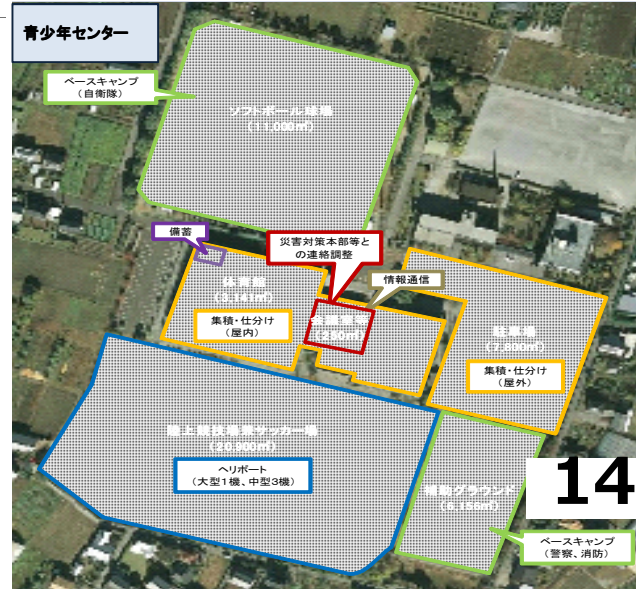 青少年センター
ベースキャンプ
(自衛隊)
ソフトボール球場
(11,000㎡)
備蓄
災害対策本部等と
の連絡調整
情報通信
体育館
(3,141㎡)
集積・仕分け
(屋内)
駐車場
(7,800㎡)
集積・仕分け
(屋外)
陸上競技場兼サッカー場
(20,900㎡)
ヘリポート
(大型1機、中型3機)
補助グラウンド
14
ベースキャンプ
(警察、消防)